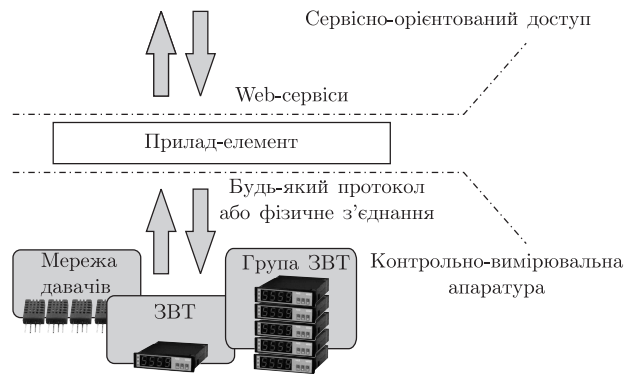 Сервісно-орієнтований доступ
Web-сервіси
Прилад-елемент
Будь-який протокол
або фізичне з'єднання
Мережа
давачів
ЗВТ
Група ЗВТ
Контрольно-вимірювальна
апаратура